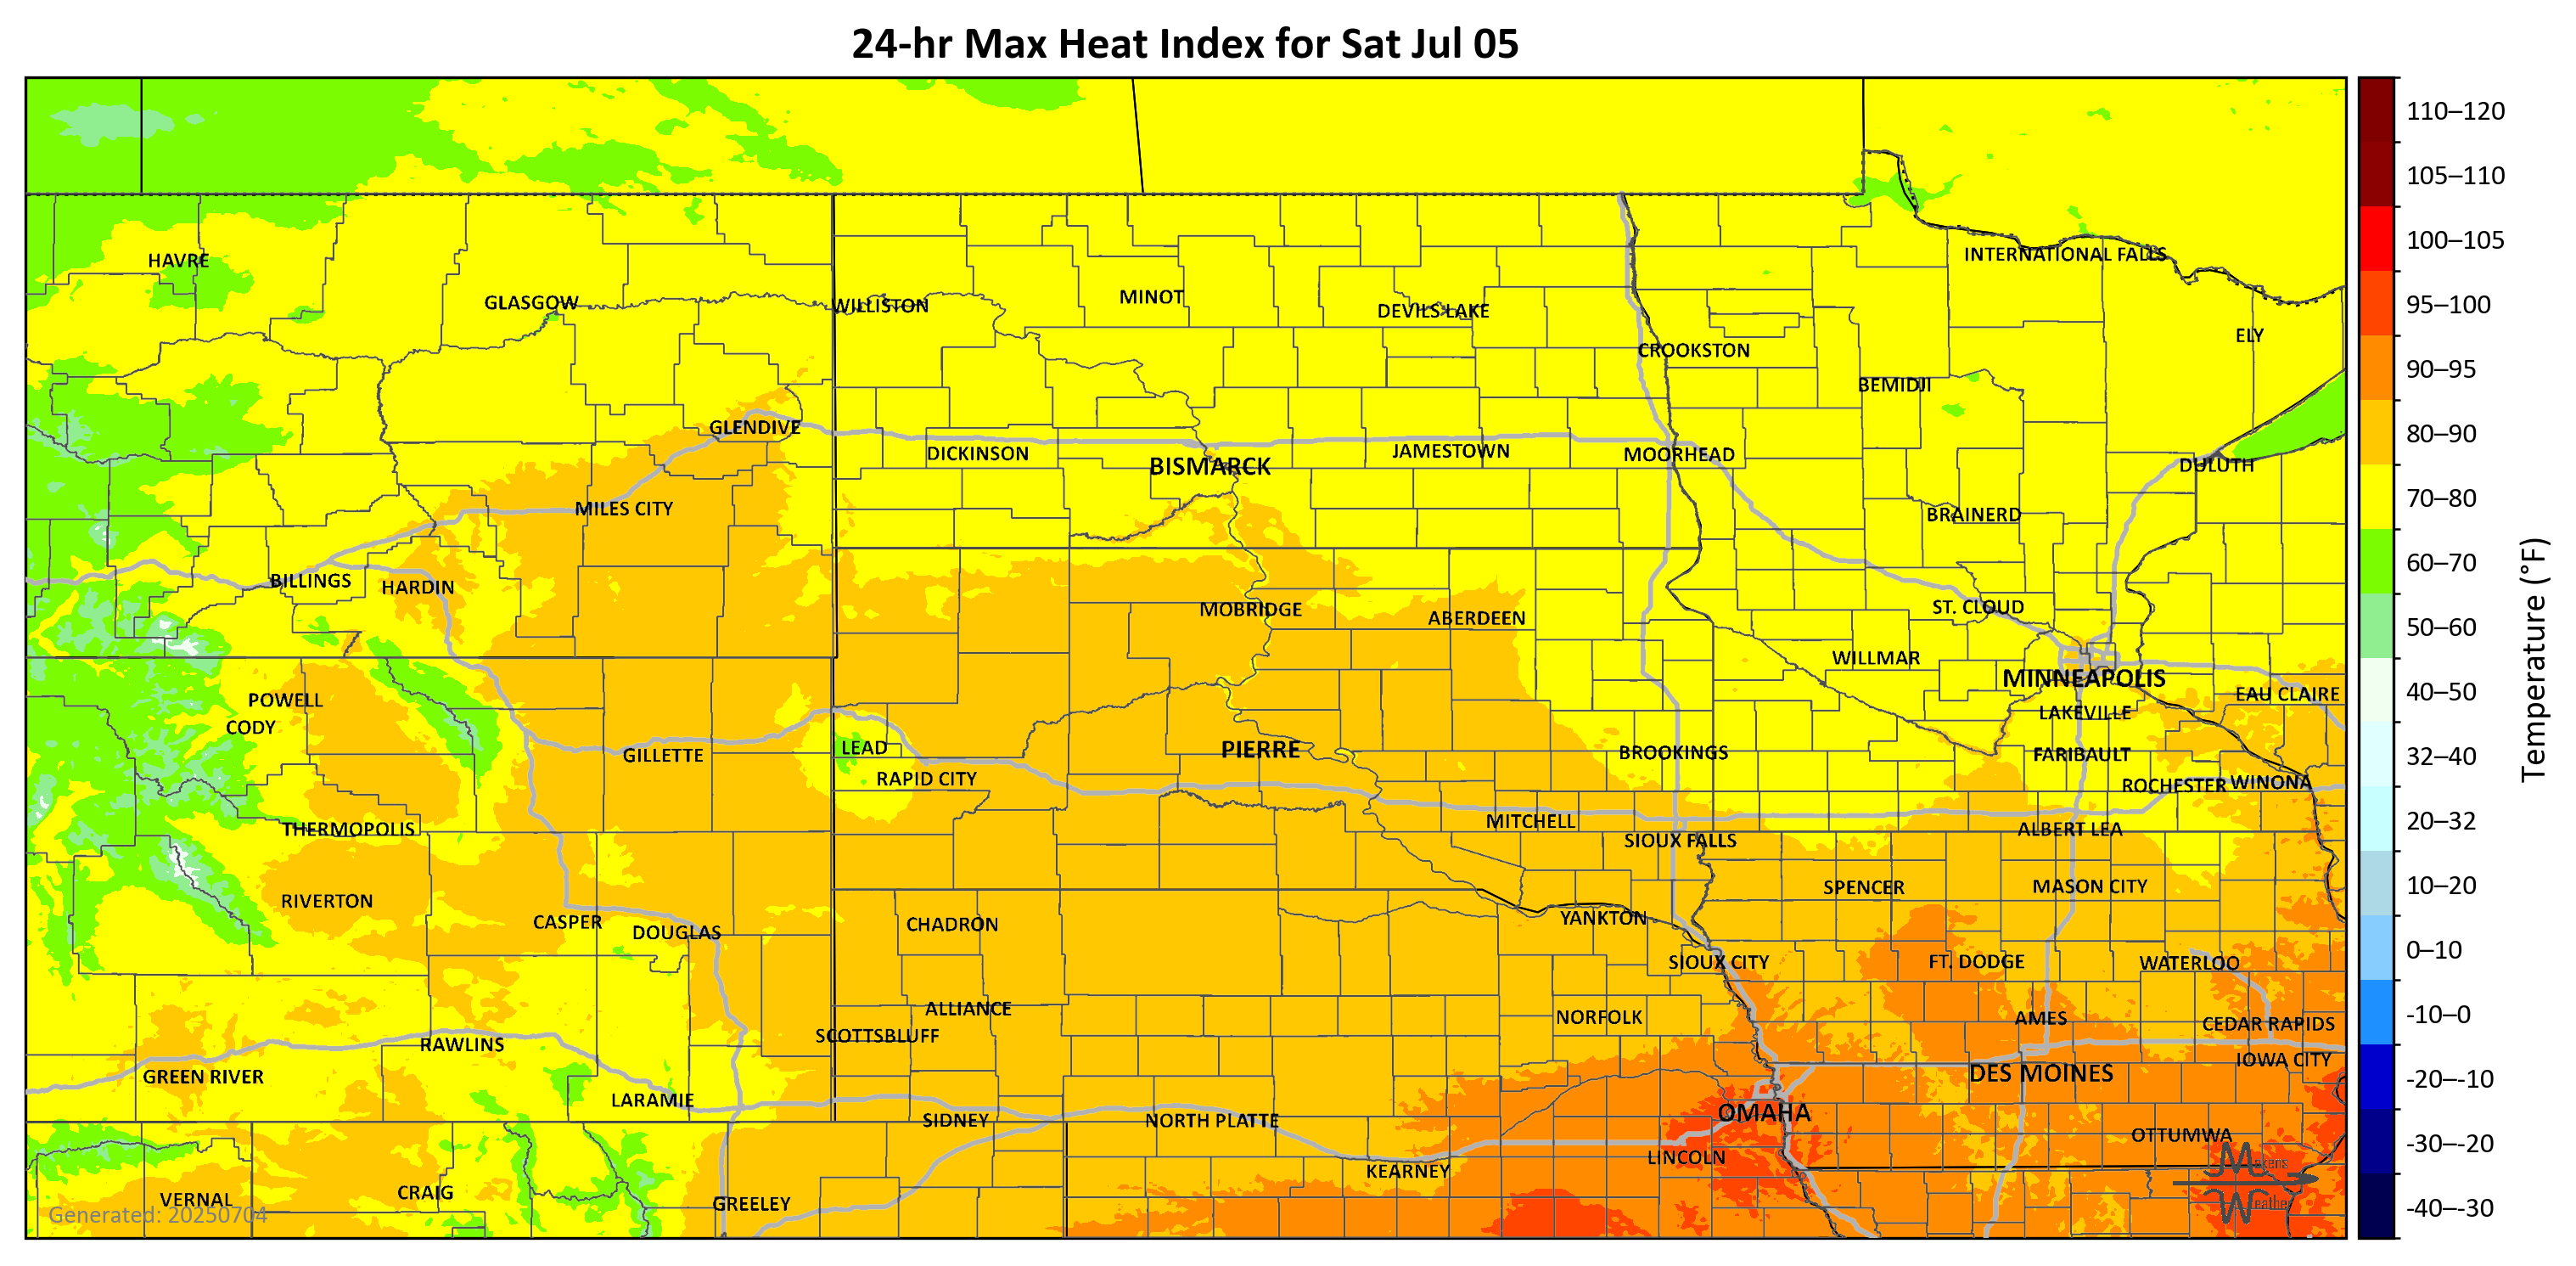 24-hr Max Heat Index for Sat Jul 05
HAVRE
GLASGOW
WILLISTON
MINOT
DEVILS LAKE
CROOKSTON
INTERNATIONAL FALLS
ELY
BEMIDJI
GLENDIVE
DICKINSON
BISMARCK
JAMESTOWN
MOORHEAD
DULUTH
MILES CITY
BRAINERD
BILLINGS
HARDIN
MOBRIDGE
ABERDEEN
ST. CLOUD
WILLMAR
MINNEAPOLIS
EAU CLAIRE
POWELL
CODY
LAKEVILLE
GILLETTE
LEAD
RAPID CITY
PIERRE
BROOKINGS
FARIBAULT
ROCHESTER
WINONA
THERMOPOLIS
MITCHELL
SIOUX FALLS
ALBERT LEA
RIVERTON
CASPER
DOUGLAS
CHADRON
YANKTON
SPENCER
MASON CITY
SIOUX CITY
FT. DODGE
WATERLOO
ALLIANCE
SCOTTSBLUFF
NORFOLK
AMES
CEDAR RAPIDS
RAWLINS
GREEN RIVER
IOWA CITY
DES MOINES
LARAMIE
SIDNEY
NORTH PLATTE
OMAHA
OTTUMWA
KEARNEY
LINCOLN
VERNAL
CRAIG
GREELEY
Generated: 20250704
Makens
Weather
110–120
105–110
100–105
95–100
90–95
80–90
70–80
60–70
50–60
40–50
32–40
20–32
10–20
0–10
-10–0
-20–-10
-30–-20
-40–-30
Temperature (°F)